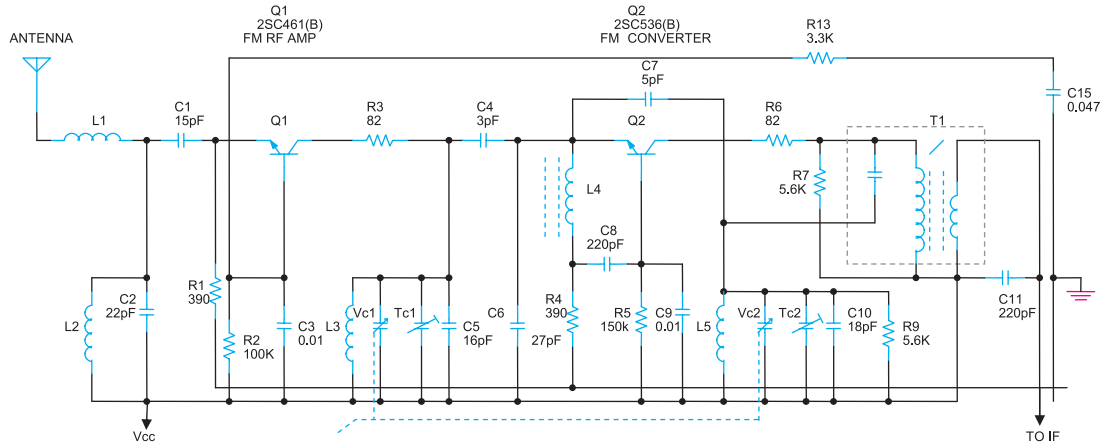 Q1
2SC461(B)
FM RF AMP
Q2
2SC536(B)
FM CONVERTER
R13
3.3K
ANTENNA
C7
5pF
C15
0.047
L1
C1
15pF
Q1
R3
82
C4
3pF
Q2
R6
82
T1
R7
5.6K
L4
C8
220pF
R1
390
L2
C2
22pF
R2
100K
C3
0.01
L3
Vc1
Tc1
C5
16pF
C6
27pF
R4
390
R5
150k
C9
0.01
L5
Vc2
Tc2
C10
18pF
R9
5.6K
C11
220pF
Vcc
TO IF